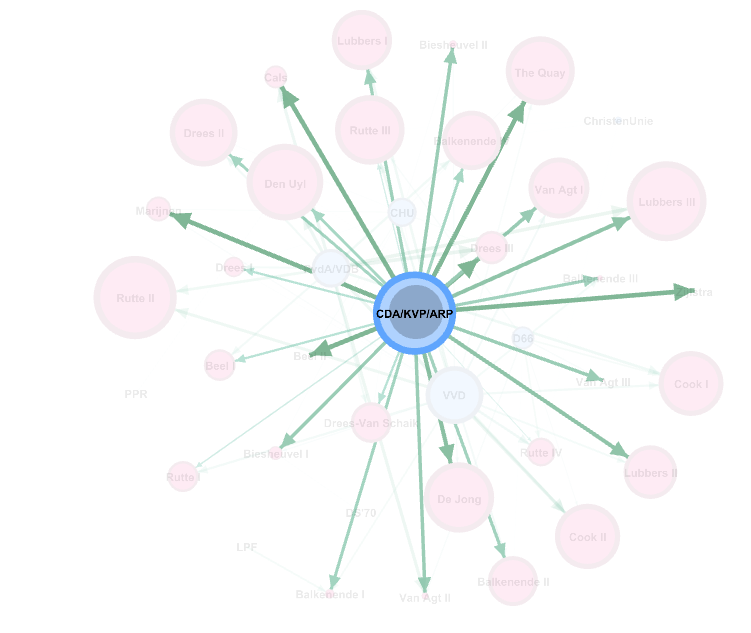 Lubbers I
Biesheuvel II
The Quay
Cals
ChristenUnie
Rutte III
Drees II
Balkenende IV
Den Uyl
Van Agt I
Lubbers III
Marijnen
CHU
Drees III
PvdA/VDB
Drees I
Balkenende III
Zijlstra
Rutte II
CDA/KVP/ARP
D66
Beel II
Beel I
Van Agt III
Cook I
PPR
VVD
Drees-Van Schaik
Biesheuvel I
Rutte IV
Lubbers II
Rutte I
De Jong
DS'70
Cook II
LPF
Balkenende II
Balkenende I
Van Agt II